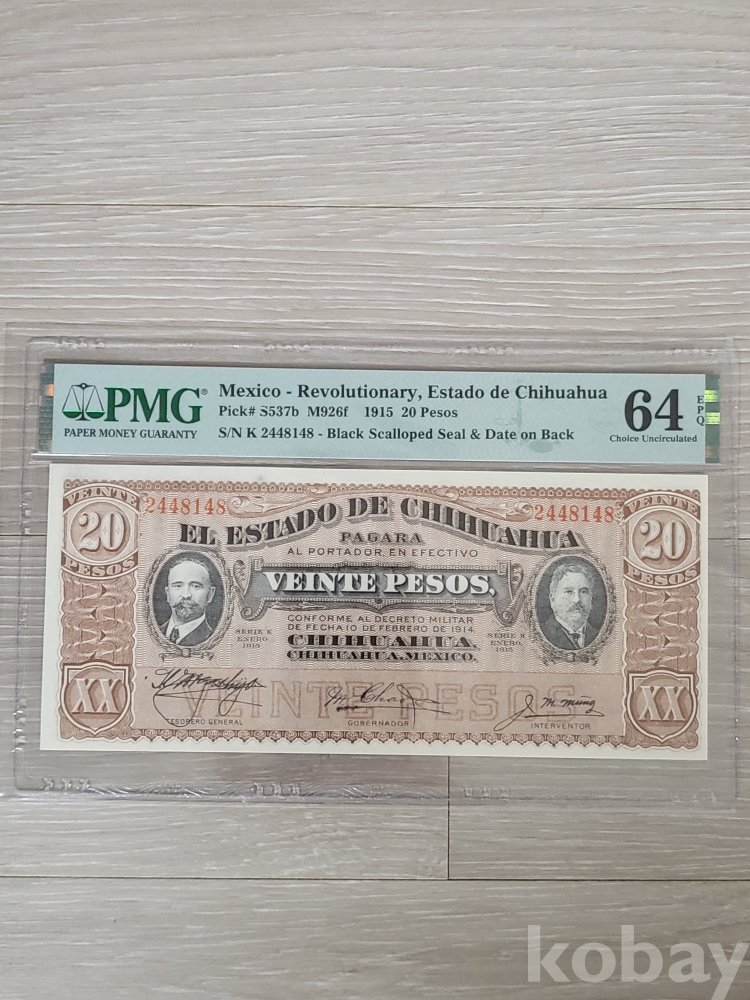 PMG®
PAPER MONEY GUARANTY
Mexico - Revolutionary, Estado de Chihuahua
Pick# S537b M926f 1915 20 Pesos
S/N K 2448148 - Black Scalloped Seal & Date on Back
64
EPQ
Choice Uncirculated
VEINTE
20
PESOS
2448148
EL ESTADO DE CHIHUAHUA
2448148
VEINTE
20
PESOS
PAGARA
AL PORTADOR, EN EFECTIVO
VEINTE PESOS,
CONFORME AL DECRETO MILITAR
DE FECHA 10 DE FEBRERO DE 1914.
CHIHUAHUA.
CHIHUAHUA, MEXICO.
SERIE K
ENERO.
1915
SERIE K
ENERO.
1915
XX
VEINTE PESOS
XX
TESORERO GENERAL
GOBERNADOR
INTERVENTOR
kobay